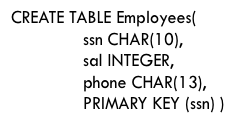 CREATE TABLE Employees(
ssn CHAR(10),
sal INTEGER,
phone CHAR(13),
PRIMARY KEY (ssn) )